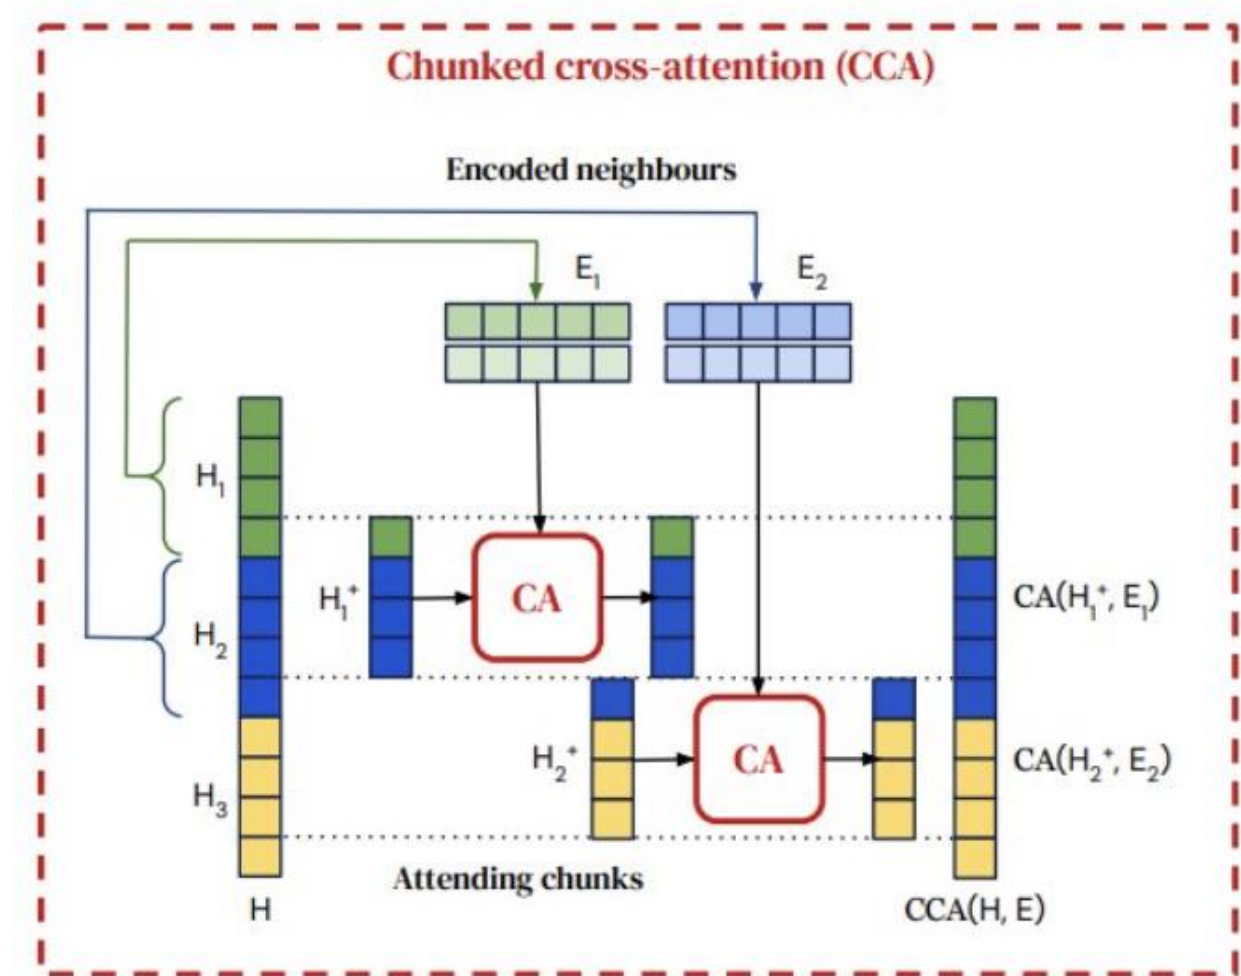 Chunked cross-attention (CCA)
Encoded neighbours
E₁
E₂
H₁
H₁⁺
CA
CA(H₁⁺, E₁)
H₂
H₂⁺
CA
CA(H₂⁺, E₂)
H₃
Attending chunks
H
CCA(H, E)